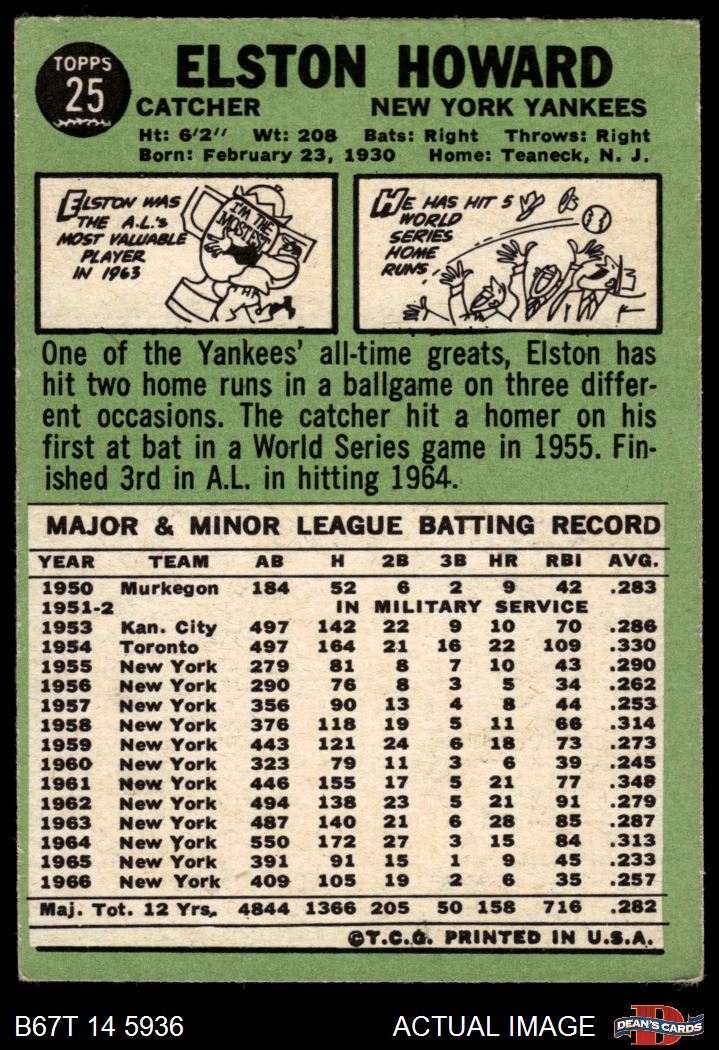 TOPPS
25
ELSTON HOWARD
CATCHER NEW YORK YANKEES
Ht: 6'2" Wt: 208 Bats: Right Throws: Right
Born: February 23, 1930 Home: Teaneck, N. J.
ELSTON WAS
THE A.L.'s
MOST VALUABLE
PLAYER
IN 1963
I'M THE
MOSTEST
HE HAS HIT 5
WORLD
SERIES
HOME
RUNS
One of the Yankees' all-time greats, Elston has
hit two home runs in a ballgame on three differ-
ent occasions. The catcher hit a homer on his
first at bat in a World Series game in 1955. Fin-
ished 3rd in A.L. in hitting 1964.
MAJOR & MINOR LEAGUE BATTING RECORD
YEAR TEAM AB H 2B 3B HR RBI AVG.
1950 Murkegon 184 52 6 2 9 42 .283
1951-2 IN MILITARY SERVICE
1953 Kan. City 497 142 22 9 10 70 .286
1954 Toronto 497 164 21 16 22 109 .330
1955 New York 279 81 8 7 10 43 .290
1956 New York 290 76 8 3 5 34 .262
1957 New York 356 90 13 4 8 44 .253
1958 New York 376 118 19 5 11 66 .314
1959 New York 443 121 24 6 18 73 .273
1960 New York 323 79 11 3 6 39 .245
1961 New York 446 155 17 5 21 77 .348
1962 New York 494 138 23 5 21 91 .279
1963 New York 487 140 21 6 28 85 .287
1964 New York 550 172 27 3 15 84 .313
1965 New York 391 91 15 1 9 45 .233
1966 New York 409 105 19 2 6 35 .257
Maj. Tot. 12 Yrs. 4844 1366 205 50 158 716 .282
©T.C.G. PRINTED IN U.S.A.
B67T 14 5936 ACTUAL IMAGE
DEAN'S CARDS